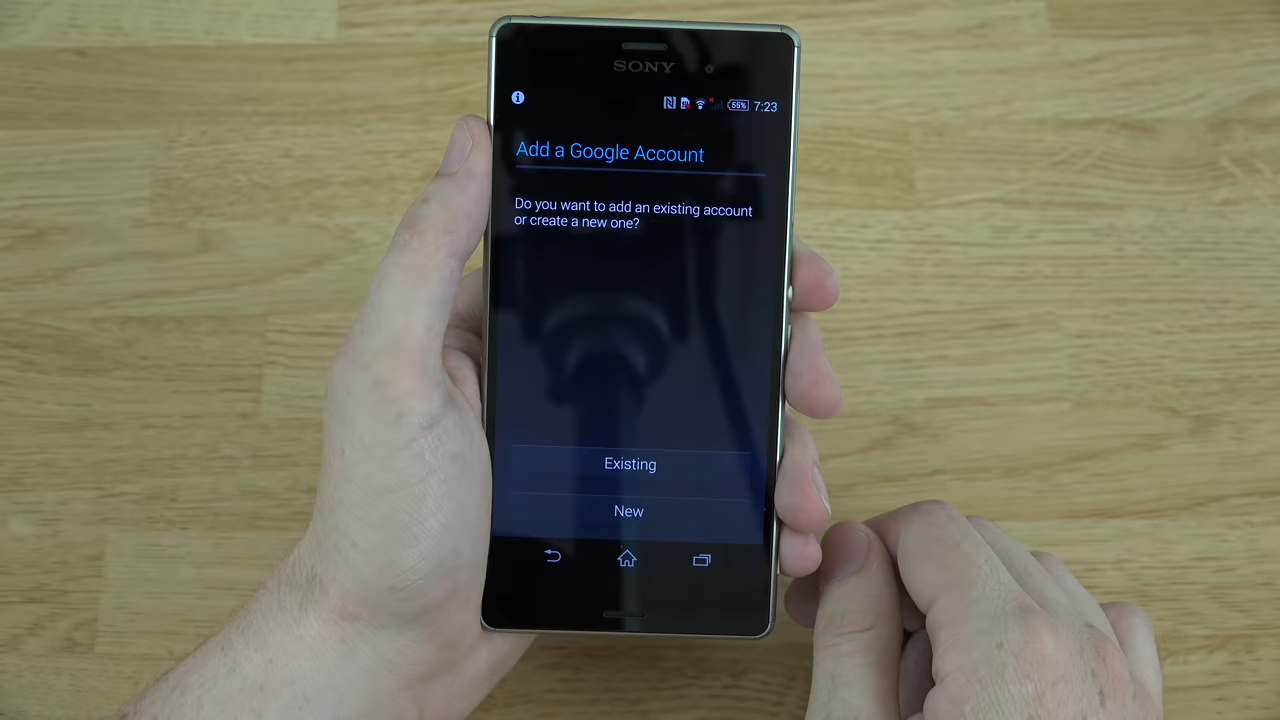 SONY
55% 7:23
Add a Google Account
Do you want to add an existing account
or create a new one?
Existing
New